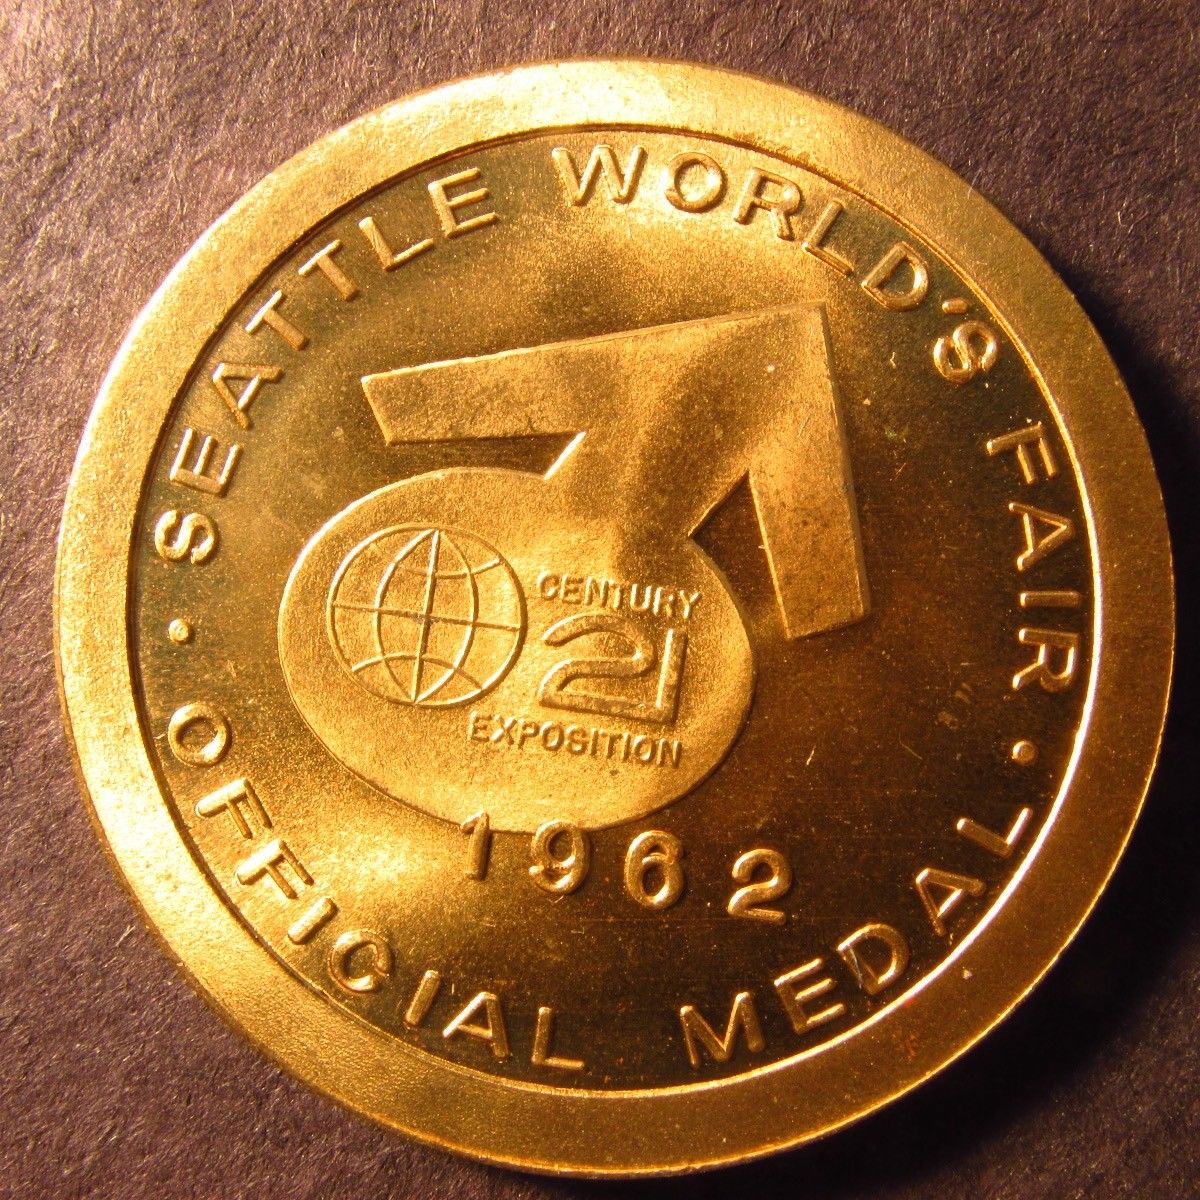 · SEATTLE WORLD'S FAIR ·
CENTURY
21
EXPOSITION
1962
OFFICIAL MEDAL